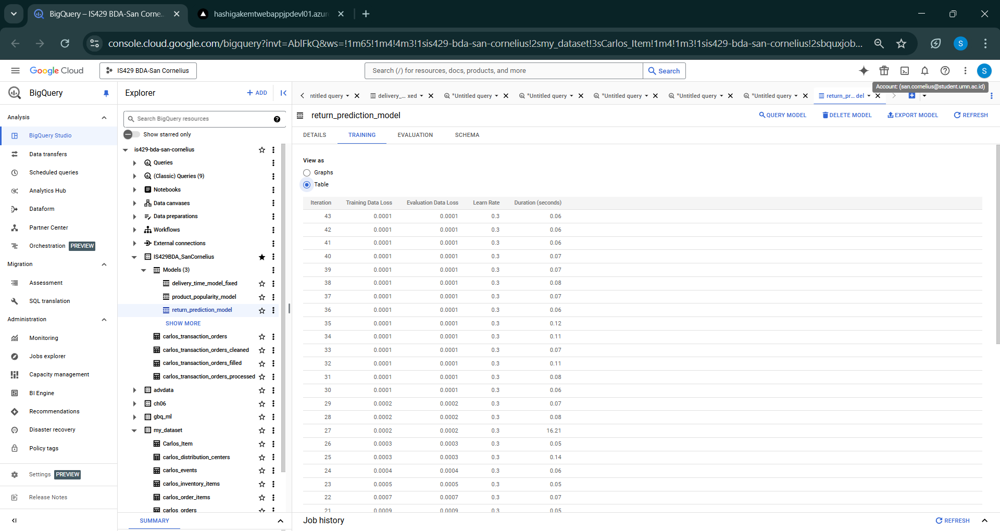 BigQuery – IS429 BDA-San Corne...
hashigakemtwebappjpdevl01.azur
console.cloud.google.com/bigquery?invt=AblFkQ&ws=!1m65!1m4!4m3!1sis429-bda-san-cornelius!2smy_dataset!3sCarlos_Item!1m4!1m3!1sis429-bda-san-cornelius!2sbquxjob...
S
Google Cloud
IS429 BDA-San Cornelius
Search (/) for resources, docs, products, and more
Search
S
Account: (san.cornelius@student.umn.ac.id)
BigQuery
Analysis
BigQuery Studio
Data transfers
Scheduled queries
Analytics Hub
Dataform
Partner Center
Orchestration PREVIEW
Migration
Assessment
SQL translation
Administration
Monitoring
Jobs explorer
Capacity management
BI Engine
Recommendations
Disaster recovery
Policy tags
Settings PREVIEW
Release Notes
Explorer
+ ADD
Search BigQuery resources
Show starred only
is429-bda-san-cornelius
Queries
(Classic) Queries (9)
Notebooks
Data canvases
Data preparations
Workflows
External connections
IS429BDA_SanCornelius
Models (3)
delivery_time_model_fixed
product_popularity_model
return_prediction_model
SHOW MORE
carlos_transaction_orders
carlos_transaction_orders_cleaned
carlos_transaction_orders_filled
carlos_transaction_orders_processed
advdata
ch06
gbq_ml
my_dataset
Carlos_Item
carlos_distribution_centers
carlos_events
carlos_inventory_items
carlos_order_items
carlos_orders
SUMMARY
ntitled query
delivery_... xed
*Untitled query
*Untitled query
*Untitled query
*Untitled query
*Untitled query
return_pr... del
return_prediction_model
QUERY MODEL
DELETE MODEL
EXPORT MODEL
REFRESH
DETAILS TRAINING EVALUATION SCHEMA
View as
Graphs
Table
Iteration Training Data Loss Evaluation Data Loss Learn Rate Duration (seconds)
43 0.0001 0.0001 0.3 0.06
42 0.0001 0.0001 0.3 0.06
41 0.0001 0.0001 0.3 0.06
40 0.0001 0.0001 0.3 0.07
39 0.0001 0.0001 0.3 0.07
38 0.0001 0.0001 0.3 0.08
37 0.0001 0.0001 0.3 0.07
36 0.0001 0.0001 0.3 0.06
35 0.0001 0.0001 0.3 0.12
34 0.0001 0.0001 0.3 0.11
33 0.0001 0.0001 0.3 0.07
32 0.0001 0.0001 0.3 0.11
31 0.0001 0.0001 0.3 0.08
30 0.0001 0.0001 0.3 0.06
29 0.0002 0.0002 0.3 0.07
28 0.0002 0.0002 0.3 0.08
27 0.0002 0.0002 0.3 16.21
26 0.0003 0.0003 0.3 0.05
25 0.0003 0.0003 0.3 0.14
24 0.0004 0.0004 0.3 0.06
23 0.0005 0.0005 0.3 0.05
22 0.0007 0.0007 0.3 0.07
21 0.0009 0.0009 0.3 0.05
Job history
REFRESH